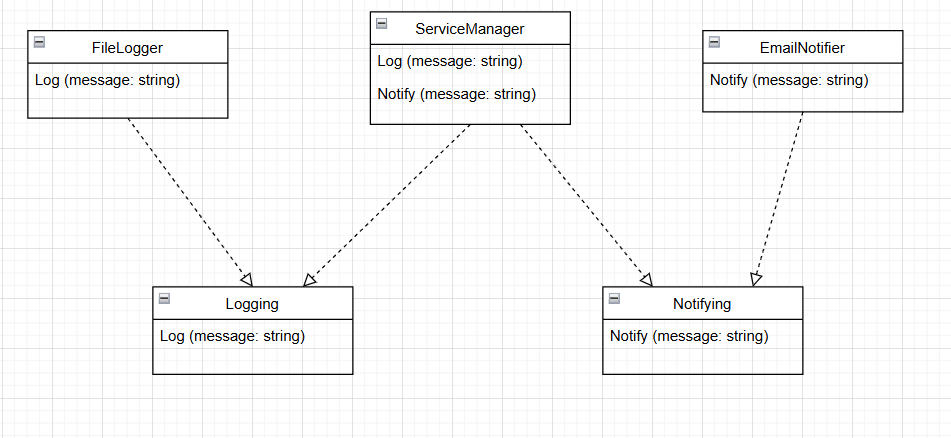 FileLogger
Log (message: string)
ServiceManager
Log (message: string)
Notify (message: string)
EmailNotifier
Notify (message: string)
Logging
Log (message: string)
Notifying
Notify (message: string)